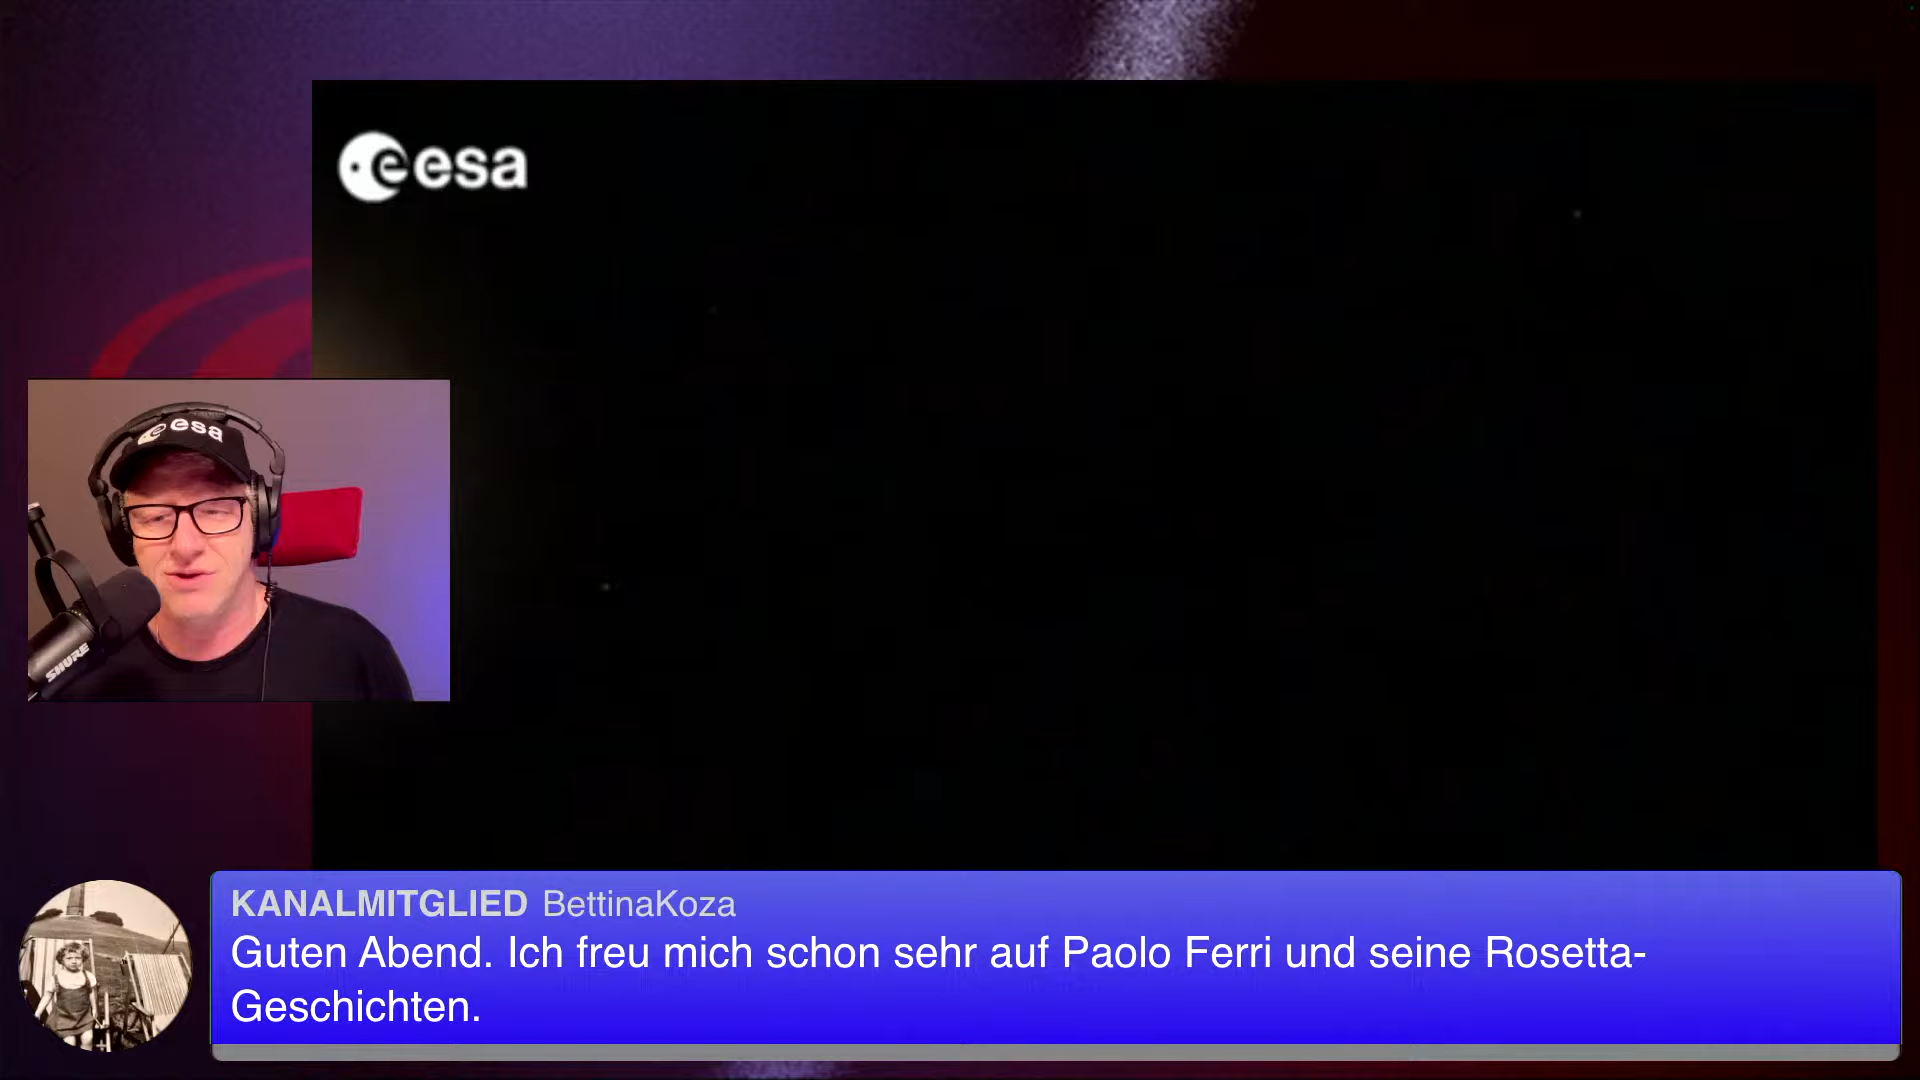 esa
esa
SHURE
KANALMITGLIED BettinaKoza
Guten Abend. Ich freu mich schon sehr auf Paolo Ferri und seine Rosetta-
Geschichten.